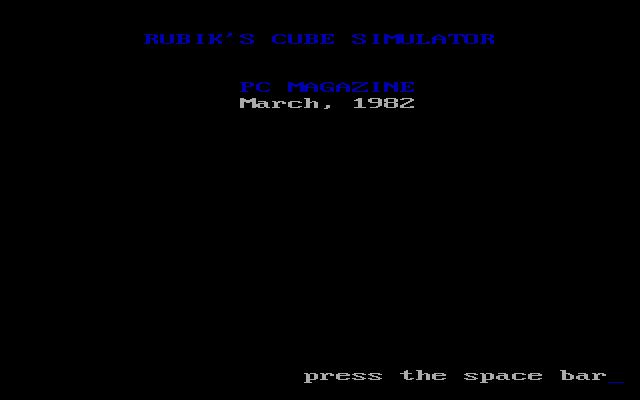 RUBIK'S CUBE SIMULATOR
PC MAGAZINE
March, 1982
press the space bar_